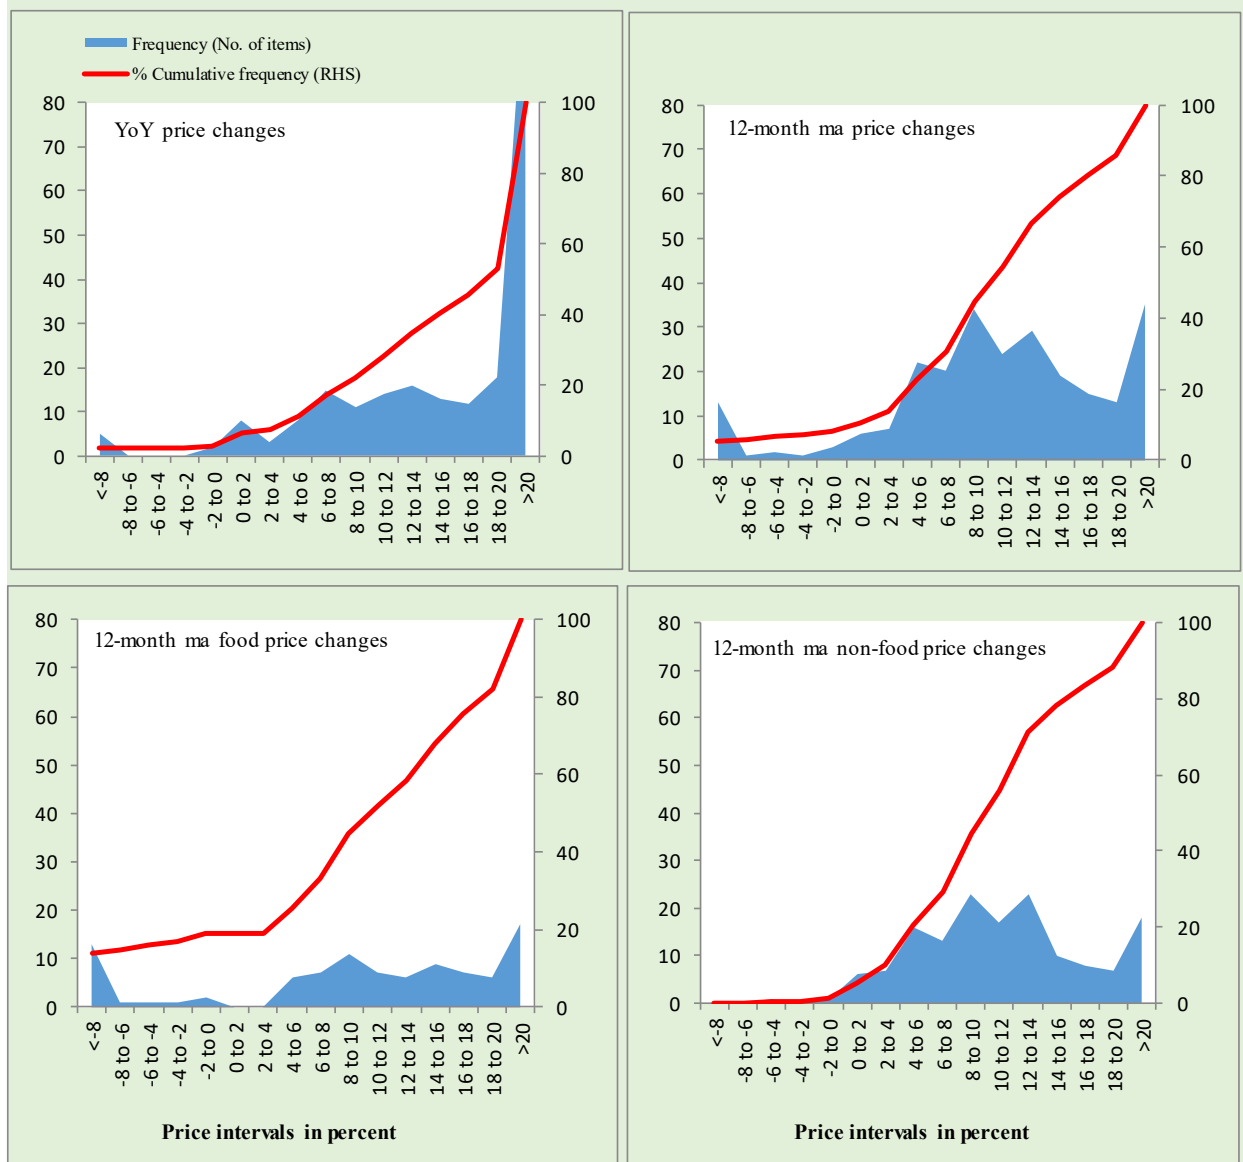 Frequency (No. of items)
% Cumulative frequency (RHS)
YoY price changes
80
70
60
50
40
30
20
10
0
100
80
60
40
20
0
<-8
-8 to -6
-6 to -4
-4 to -2
-2 to 0
0 to 2
2 to 4
4 to 6
6 to 8
8 to 10
10 to 12
12 to 14
14 to 16
16 to 18
18 to 20
>20
12-month ma price changes
80
70
60
50
40
30
20
10
0
100
80
60
40
20
0
<-8
-8 to -6
-6 to -4
-4 to -2
-2 to 0
0 to 2
2 to 4
4 to 6
6 to 8
8 to 10
10 to 12
12 to 14
14 to 16
16 to 18
18 to 20
>20
12-month ma food price changes
80
70
60
50
40
30
20
10
0
100
80
60
40
20
0
<-8
-8 to -6
-6 to -4
-4 to -2
-2 to 0
0 to 2
2 to 4
4 to 6
6 to 8
8 to 10
10 to 12
12 to 14
14 to 16
16 to 18
18 to 20
>20
Price intervals in percent
12-month ma non-food price changes
80
70
60
50
40
30
20
10
0
100
80
60
40
20
0
<-8
-8 to -6
-6 to -4
-4 to -2
-2 to 0
0 to 2
2 to 4
4 to 6
6 to 8
8 to 10
10 to 12
12 to 14
14 to 16
16 to 18
18 to 20
>20
Price intervals in percent